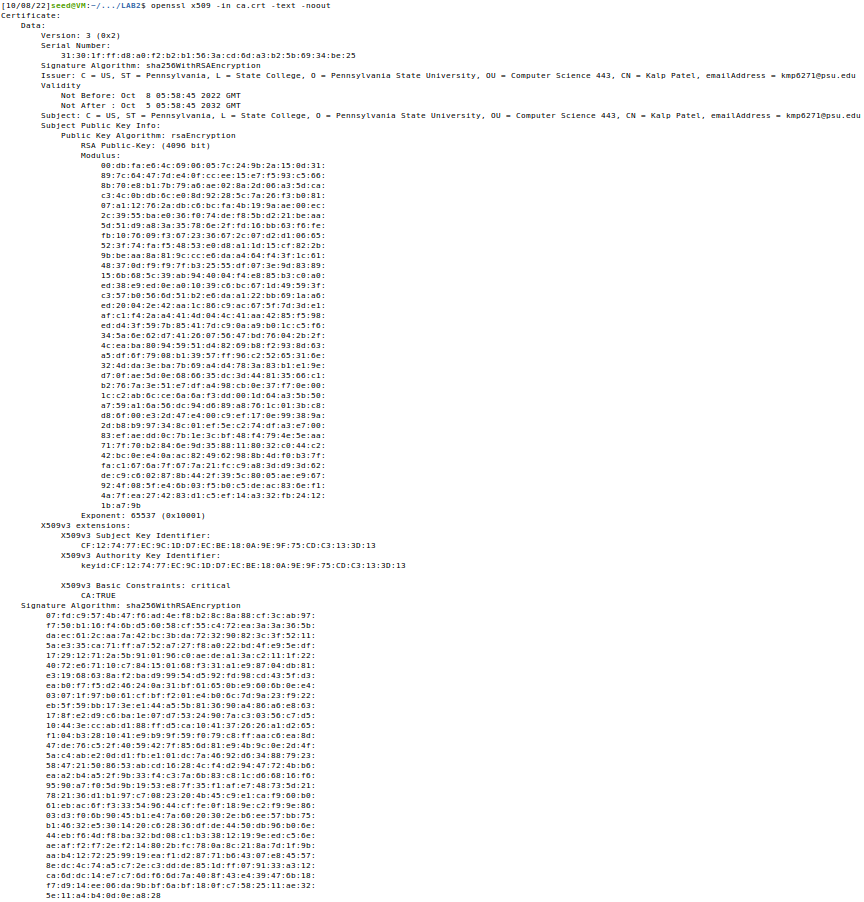 [10/08/22]seed@VM:~/.../LAB2$ openssl x509 -in ca.crt -text -noout
Certificate:
Data:
Version: 3 (0x2)
Serial Number:
31:30:1f:ff:d8:a0:f2:b2:b1:56:3a:cd:6d:a3:b2:5b:69:34:be:25
Signature Algorithm: sha256WithRSAEncryption
Issuer: C = US, ST = Pennsylvania, L = State College, O = Pennsylvania State University, OU = Computer Science 443, CN = Kalp Patel, emailAddress = kmp6271@psu.edu
Validity
Not Before: Oct  8 05:58:45 2022 GMT
Not After : Oct  5 05:58:45 2032 GMT
Subject: C = US, ST = Pennsylvania, L = State College, O = Pennsylvania State University, OU = Computer Science 443, CN = Kalp Patel, emailAddress = kmp6271@psu.edu
Subject Public Key Info:
Public Key Algorithm: rsaEncryption
RSA Public-Key: (4096 bit)
Modulus:
00:db:fa:e6:4c:69:06:05:7c:24:9b:2a:15:0d:31:
89:7c:64:47:7d:e4:0f:cc:ee:15:e7:f5:93:c5:66:
8b:70:e8:b1:7b:79:a6:ae:02:8a:2d:06:a3:5d:ca:
c3:4c:0b:db:6c:e0:8d:92:28:5c:7a:26:f3:b0:81:
07:a1:12:76:2a:db:c6:bc:fa:4b:19:9a:ae:00:ec:
2c:39:55:ba:e0:36:f0:74:de:f8:5b:d2:21:be:aa:
5d:51:d9:a8:3a:35:78:6e:2f:fd:16:bb:63:f6:fe:
fb:10:76:09:f3:67:23:36:67:2c:07:d2:d1:06:65:
52:3f:74:fa:f5:48:53:e0:d8:a1:1d:15:cf:82:2b:
9b:be:aa:8a:81:9c:cc:e6:da:a4:64:f4:3f:1c:61:
48:37:0d:f9:f9:7f:b3:25:55:df:07:3e:9d:83:89:
15:6b:68:5c:39:ab:94:40:04:f4:e8:85:b3:c0:a0:
ed:38:e9:ed:0e:a0:10:39:c6:bc:67:1d:49:59:3f:
c3:57:b0:56:6d:51:b2:e6:da:a1:22:bb:69:1a:a6:
ed:20:04:2e:42:aa:1c:86:c9:ac:67:5f:7d:3d:e1:
af:c1:f4:2a:a4:41:4d:04:4c:41:aa:42:85:f5:98:
ed:d4:3f:59:7b:85:41:7d:c9:0a:a9:b0:1c:c5:f6:
34:5a:6e:62:d7:41:26:07:56:47:bd:76:04:2b:2f:
4c:ea:ba:80:94:59:51:d4:82:69:b8:f2:93:8d:63:
a5:df:6f:79:08:b1:39:57:ff:96:c2:52:65:31:6e:
32:4d:da:3e:ba:7b:69:a4:d4:78:3a:83:b1:e1:9e:
d7:0f:ae:5d:0e:68:66:35:dc:3d:44:81:35:66:c1:
b2:76:7a:3e:51:e7:df:a4:98:cb:0e:37:f7:0e:00:
1c:c2:ab:6c:ce:6a:6a:f3:dd:00:1d:64:a3:5b:50:
a7:59:a1:6a:56:dc:94:d6:89:a8:76:1c:01:3b:c8:
d8:6f:00:e3:2d:47:e4:00:c9:ef:17:0e:99:38:9a:
2d:b8:b9:97:34:8c:01:ef:5e:c2:74:df:a3:e7:00:
83:ef:ae:dd:0c:7b:1e:3c:bf:48:f4:79:4e:5e:aa:
71:7f:70:b2:84:6e:9d:35:88:11:80:32:c0:44:c2:
42:bc:0e:e4:0a:ac:82:49:62:98:8b:4d:f0:b3:7f:
fa:c1:67:6a:7f:67:7a:21:fc:c9:a8:3d:d9:3d:62:
de:c9:c6:02:87:8b:44:2f:39:5c:80:05:ae:e9:67:
92:4f:08:5f:e4:6b:03:f5:b0:c5:de:ac:83:6e:f1:
4a:7f:ea:27:42:83:d1:c5:ef:14:a3:32:fb:24:12:
1b:a7:9b
Exponent: 65537 (0x10001)
X509v3 extensions:
X509v3 Subject Key Identifier:
CF:12:74:77:EC:9C:1D:D7:EC:BE:18:0A:9E:9F:75:CD:C3:13:3D:13
X509v3 Authority Key Identifier:
keyid:CF:12:74:77:EC:9C:1D:D7:EC:BE:18:0A:9E:9F:75:CD:C3:13:3D:13
X509v3 Basic Constraints: critical
CA:TRUE
Signature Algorithm: sha256WithRSAEncryption
07:fd:c9:57:4b:47:f6:ad:4e:f8:b2:8c:8a:88:cf:3c:ab:97:
f7:50:b1:16:f4:6b:d5:60:58:cf:55:c4:72:ea:3a:3a:36:5b:
da:ec:61:2c:aa:7a:42:bc:3b:da:72:32:90:82:3c:3f:52:11:
5a:e3:35:ca:71:ff:a7:52:a7:27:f8:a0:22:bd:4f:e9:5e:df:
17:29:12:71:2a:5b:91:01:96:c0:ae:de:a1:3a:c2:11:1f:22:
40:72:e6:71:10:c7:84:15:01:68:f3:31:a1:e9:87:04:db:81:
e3:19:68:63:8a:f2:ba:d9:99:54:d5:92:fd:98:cd:43:5f:d3:
ea:b0:f7:f5:d2:46:24:0a:31:bf:61:65:0b:e9:60:6b:0e:e4:
03:07:1f:97:b0:61:cf:bf:f2:01:e4:b0:6c:7d:9a:23:f9:22:
eb:5f:59:bb:17:3e:e1:44:a5:5b:81:36:90:a4:86:a6:e8:63:
17:8f:e2:d9:c6:ba:1e:07:d7:53:24:90:7a:c3:03:56:c7:d5:
10:44:3e:cc:ab:d1:88:ff:d5:ca:10:41:37:26:26:a1:d2:65:
f1:04:b3:28:10:41:e9:b9:9f:59:f0:79:c8:ff:aa:c6:ea:8d:
47:de:76:c5:2f:40:59:42:7f:85:6d:81:e9:4b:9c:0e:2d:4f:
5a:c4:ab:e2:0d:d1:fb:e1:01:dc:7a:46:92:d6:34:88:79:23:
58:47:21:50:86:53:ab:cd:16:28:4c:f4:d2:94:47:72:4b:b6:
ea:a2:b4:a5:2f:9b:33:f4:c3:7a:6b:83:c8:1c:d6:68:16:f6:
95:90:a7:f0:5d:9b:19:53:e8:7f:35:f1:af:e7:48:73:5d:21:
78:21:36:d1:b1:97:c7:08:23:20:4b:45:c9:e1:ca:f9:60:b0:
61:eb:ac:6f:f3:33:54:96:44:cf:fe:0f:18:9e:c2:f9:9e:86:
03:d3:f0:6b:90:45:b1:e4:7a:60:20:30:2e:b6:ee:57:bb:75:
b1:46:32:e5:30:14:20:c6:28:36:df:de:44:50:db:96:b0:6e:
44:eb:f6:4d:f8:ba:32:bd:08:c1:b3:38:12:19:9e:ed:c5:6e:
ae:af:f2:f7:2e:f2:14:80:2b:fc:78:0a:8c:21:8a:7d:1f:9b:
aa:b4:12:72:25:99:19:ea:f1:d2:87:71:b6:43:07:e8:45:57:
8e:dc:4c:74:a5:c7:2e:c3:dd:de:85:1d:ff:07:91:33:a3:12:
ca:6d:dc:14:e7:c7:6d:f6:6d:7a:40:8f:43:e4:39:47:6b:18:
f7:d9:14:ee:06:da:9b:bf:6a:bf:18:0f:c7:58:25:11:ae:32:
5e:11:a4:b4:0d:0e:a8:28